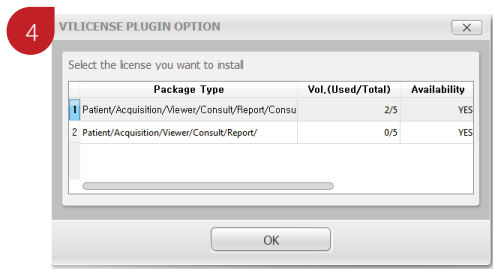 4
VTLICENSE PLUGIN OPTION
Select the license you want to install
Package Type Vol.(Used/Total) Availability
1 Patient/Acquisition/Viewer/Consult/Report/Consu 2/5 YES
2 Patient/Acquisition/Viewer/Consult/Report/ 0/5 YES
OK